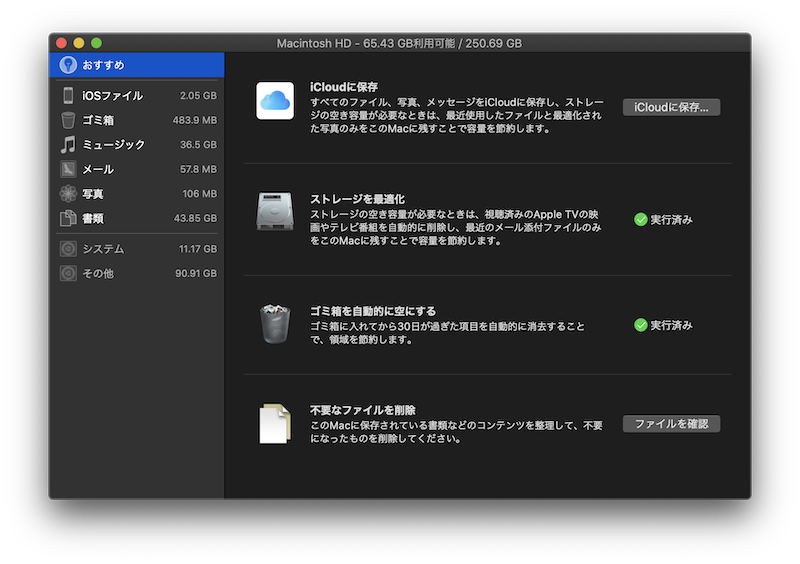 Macintosh HD - 65.43 GB利用可能 / 250.69 GB
おすすめ
iOSファイル 2.05 GB
ゴミ箱 483.9 MB
ミュージック 36.5 GB
メール 57.8 MB
写真 106 MB
書類 43.85 GB
システム 11.17 GB
その他 90.91 GB
iCloudに保存
すべてのファイル、写真、メッセージをiCloudに保存し、ストレー
ジの空き容量が必要なときは、最近使用したファイルと最適化され
た写真のみをこのMacに残すことで容量を節約します。
iCloudに保存...
ストレージを最適化
ストレージの空き容量が必要なときは、視聴済みのApple TVの映
画やテレビ番組を自動的に削除し、最近のメール添付ファイルのみ
をこのMacに残すことで容量を節約します。
実行済み
ゴミ箱を自動的に空にする
ゴミ箱に入れてから30日が過ぎた項目を自動的に消去すること
で、領域を節約します。
実行済み
不要なファイルを削除
このMacに保存されている書類などのコンテンツを整理して、不要
になったものを削除してください。
ファイルを確認